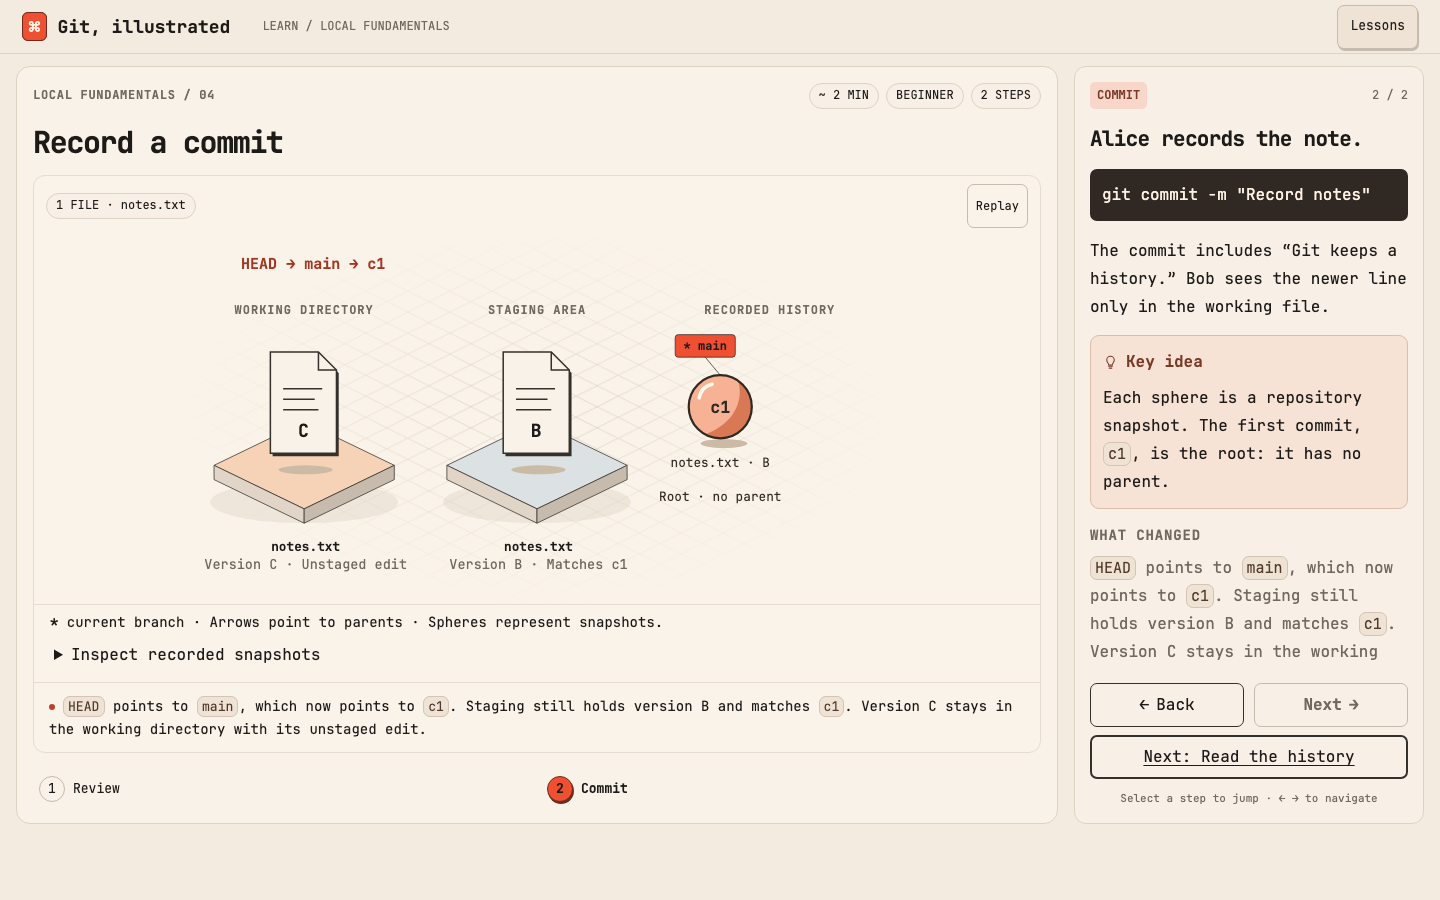 ⌘ Git, illustrated
LEARN / LOCAL FUNDAMENTALS
Lessons
LOCAL FUNDAMENTALS / 04
~ 2 MIN
BEGINNER
2 STEPS
Record a commit
1 FILE · notes.txt
Replay
HEAD → main → c1
WORKING DIRECTORY
STAGING AREA
RECORDED HISTORY
* main
C
B
c1
notes.txt · B
Root · no parent
notes.txt
Version C · Unstaged edit
notes.txt
Version B · Matches c1
* current branch · Arrows point to parents · Spheres represent snapshots.
▶ Inspect recorded snapshots
HEAD points to main, which now points to c1. Staging still holds version B and matches c1. Version C stays in
the working directory with its unstaged edit.
1 Review
2 Commit
COMMIT
2 / 2
Alice records the note.
git commit -m "Record notes"
The commit includes “Git keeps a
history.” Bob sees the newer line
only in the working file.
Key idea
Each sphere is a repository
snapshot. The first commit,
c1, is the root: it has no
parent.
WHAT CHANGED
HEAD points to main, which now
points to c1. Staging still
holds version B and matches c1.
Version C stays in the working
← Back
Next →
Next: Read the history
Select a step to jump · ← → to navigate